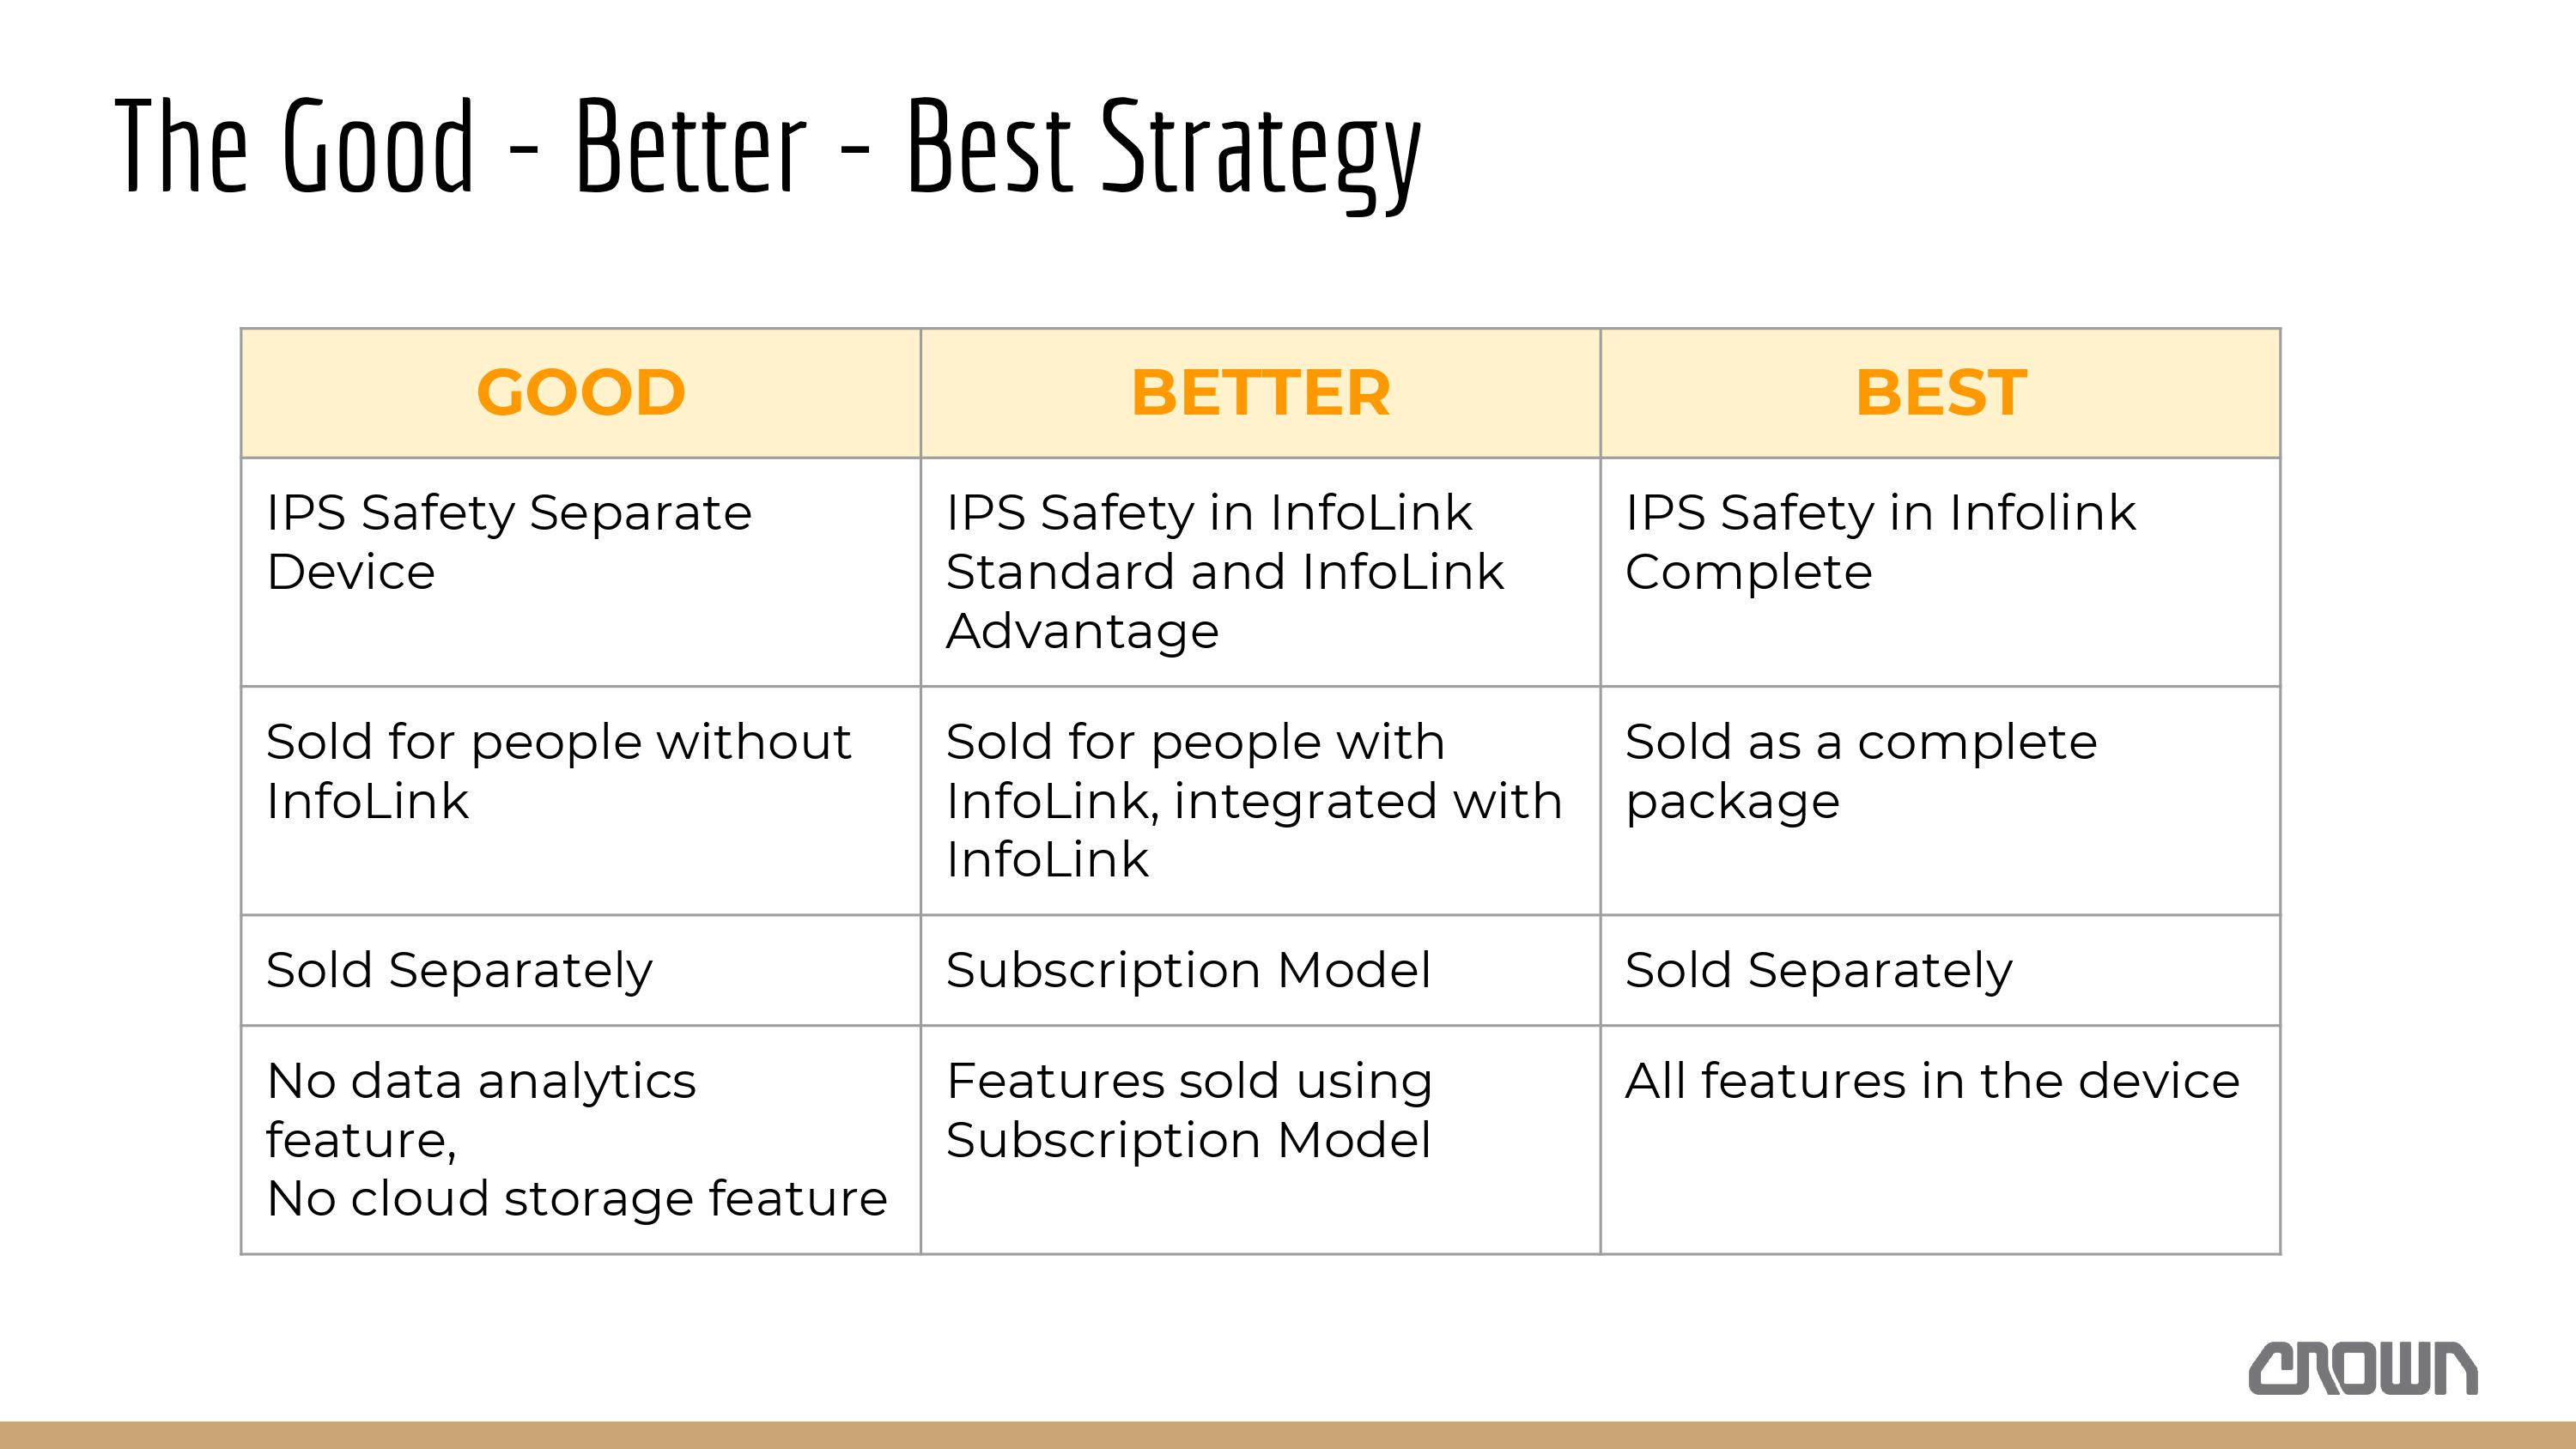 The Good - Better - Best Strategy
GOOD
BETTER
BEST
IPS Safety Separate
Device
IPS Safety in InfoLink
Standard and InfoLink
Advantage
IPS Safety in Infolink
Complete
Sold for people without
InfoLink
Sold for people with
InfoLink, integrated with
InfoLink
Sold as a complete
package
Sold Separately
Subscription Model
Sold Separately
No data analytics
feature,
No cloud storage feature
Features sold using
Subscription Model
All features in the device
CROWN